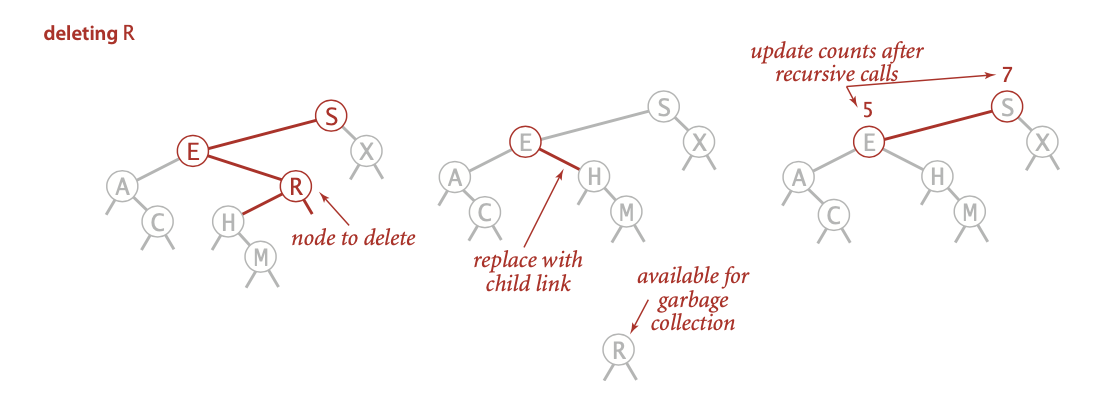 deleting R
update counts after
recursive calls
7
5
S
E
X
A
R
C
H
M
node to delete
S
E
X
A
H
C
M
replace with
child link
available for
garbage
collection
R
S
E
X
A
H
C
M